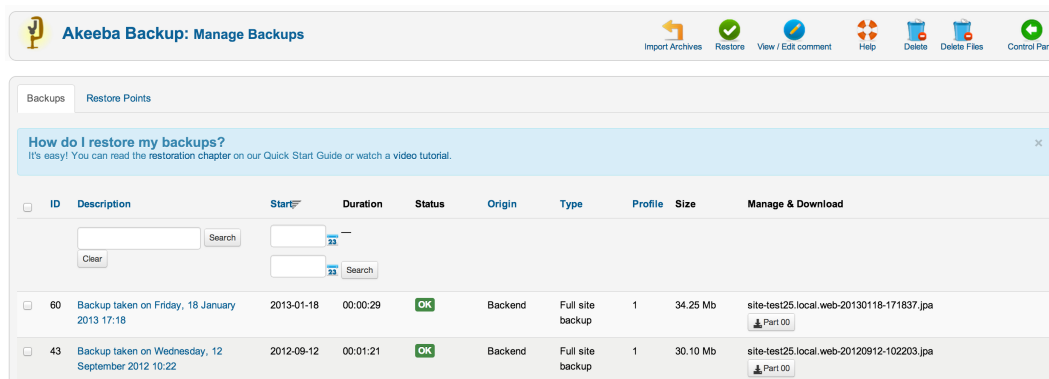 Akeeba Backup: Manage Backups
Import Archives
Restore
View / Edit comment
Help
Delete
Delete Files
Control Pan
Backups
Restore Points
How do I restore my backups?
It's easy! You can read the restoration chapter on our Quick Start Guide or watch a video tutorial.
×
ID Description Start Duration Status Origin Type Profile Size Manage & Download
Search
Clear
23 —
23 Search
60 Backup taken on Friday, 18 January 2013-01-18 00:00:29 OK Backend Full site 1 34.25 Mb site-test25.local.web-20130118-171837.jpa
2013 17:18 backup Part 00
43 Backup taken on Wednesday, 12 2012-09-12 00:01:21 OK Backend Full site 1 30.10 Mb site-test25.local.web-20120912-102203.jpa
September 2012 10:22 backup Part 00